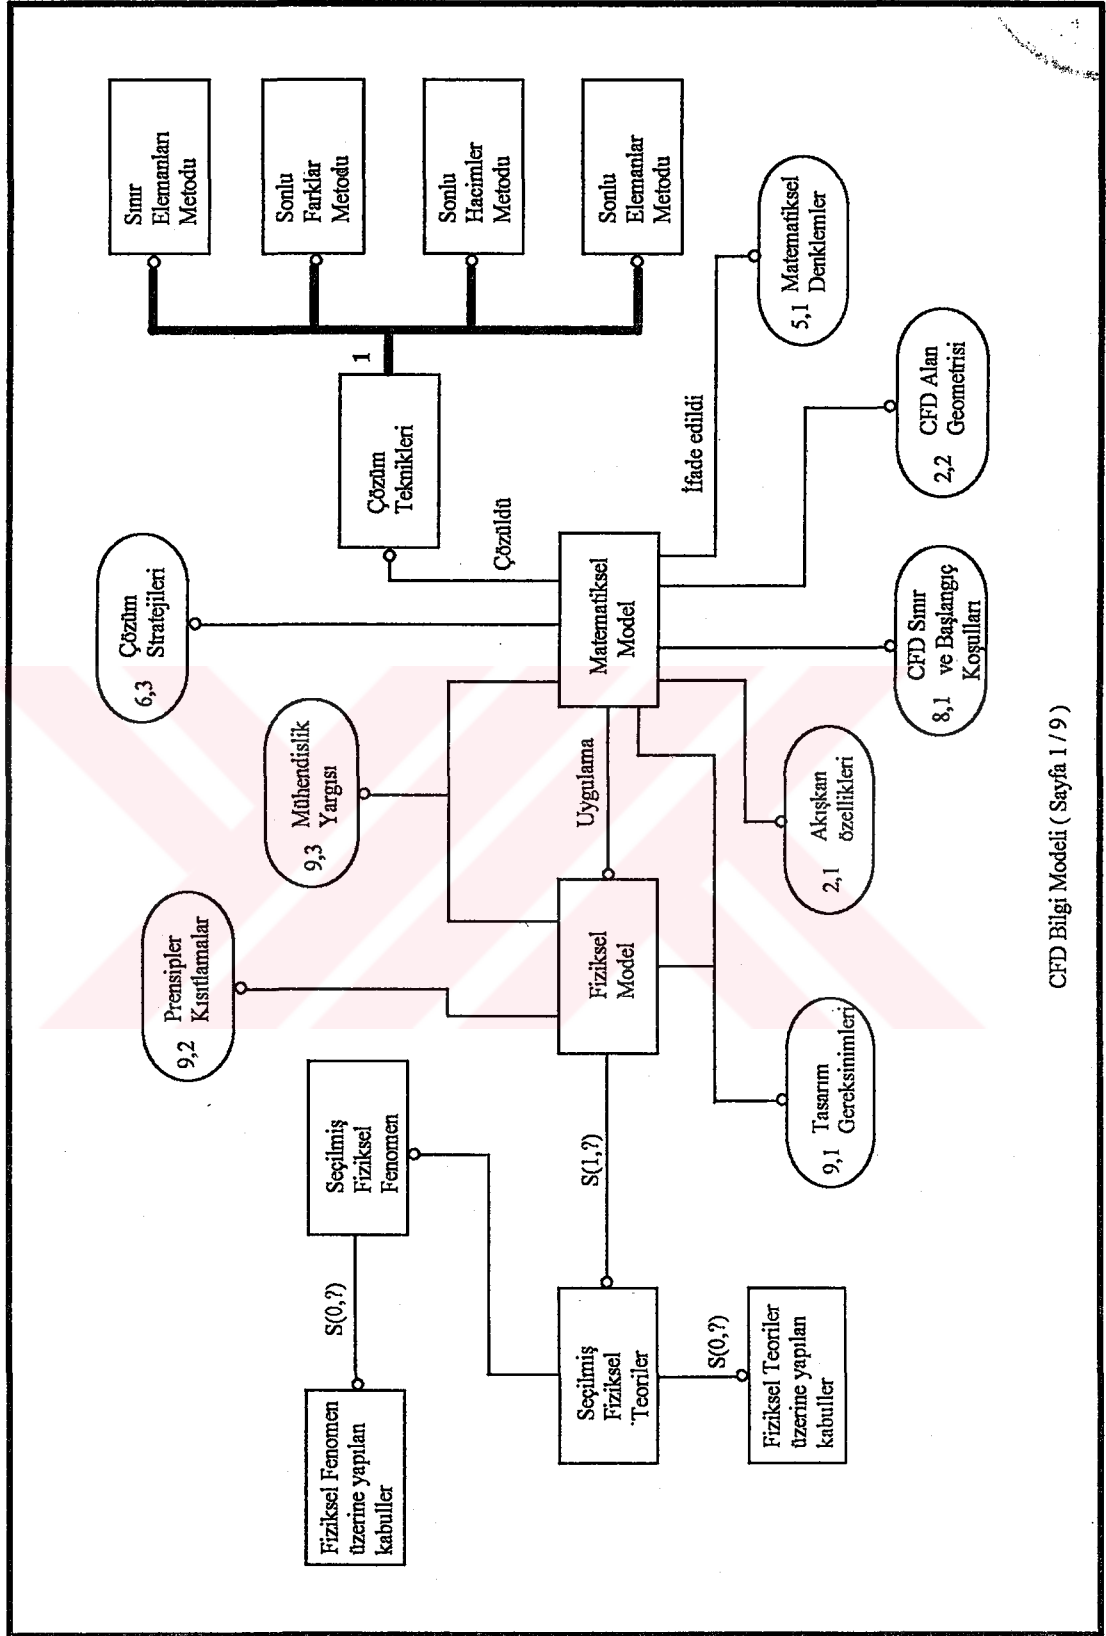 Fiziksel Fenomen
üzerine yapılan
kabuller
S(0,?)
Seçilmiş
Fiziksel
Fenomen
9,2 Prensipler
Kısıtlamalar
9,3 Mühendislik
Yargısı
6,3 Çözüm
Stratejileri
Çözüm
Teknikleri
1
Sınır
Elemanları
Metodu
Sonlu
Farklar
Metodu
Sonlu
Hacimler
Metodu
Sonlu
Elemanlar
Metodu
Seçilmiş
Fiziksel
Teoriler
S(1,?)
Fiziksel
Model
Uygulama
Matematiksel
Model
Çözüldü
İfade edildi
S(0,?)
Fiziksel Teoriler
üzerine yapılan
kabuller
9,1 Tasarım
Gereksinimleri
2,1 Akışkan
özellikleri
CFD Sınır
8,1 ve Başlangıç
Koşulları
2,2 CFD Alan
Geometrisi
5,1 Matematiksel
Denklemler
CFD Bilgi Modeli ( Sayfa 1 / 9 )